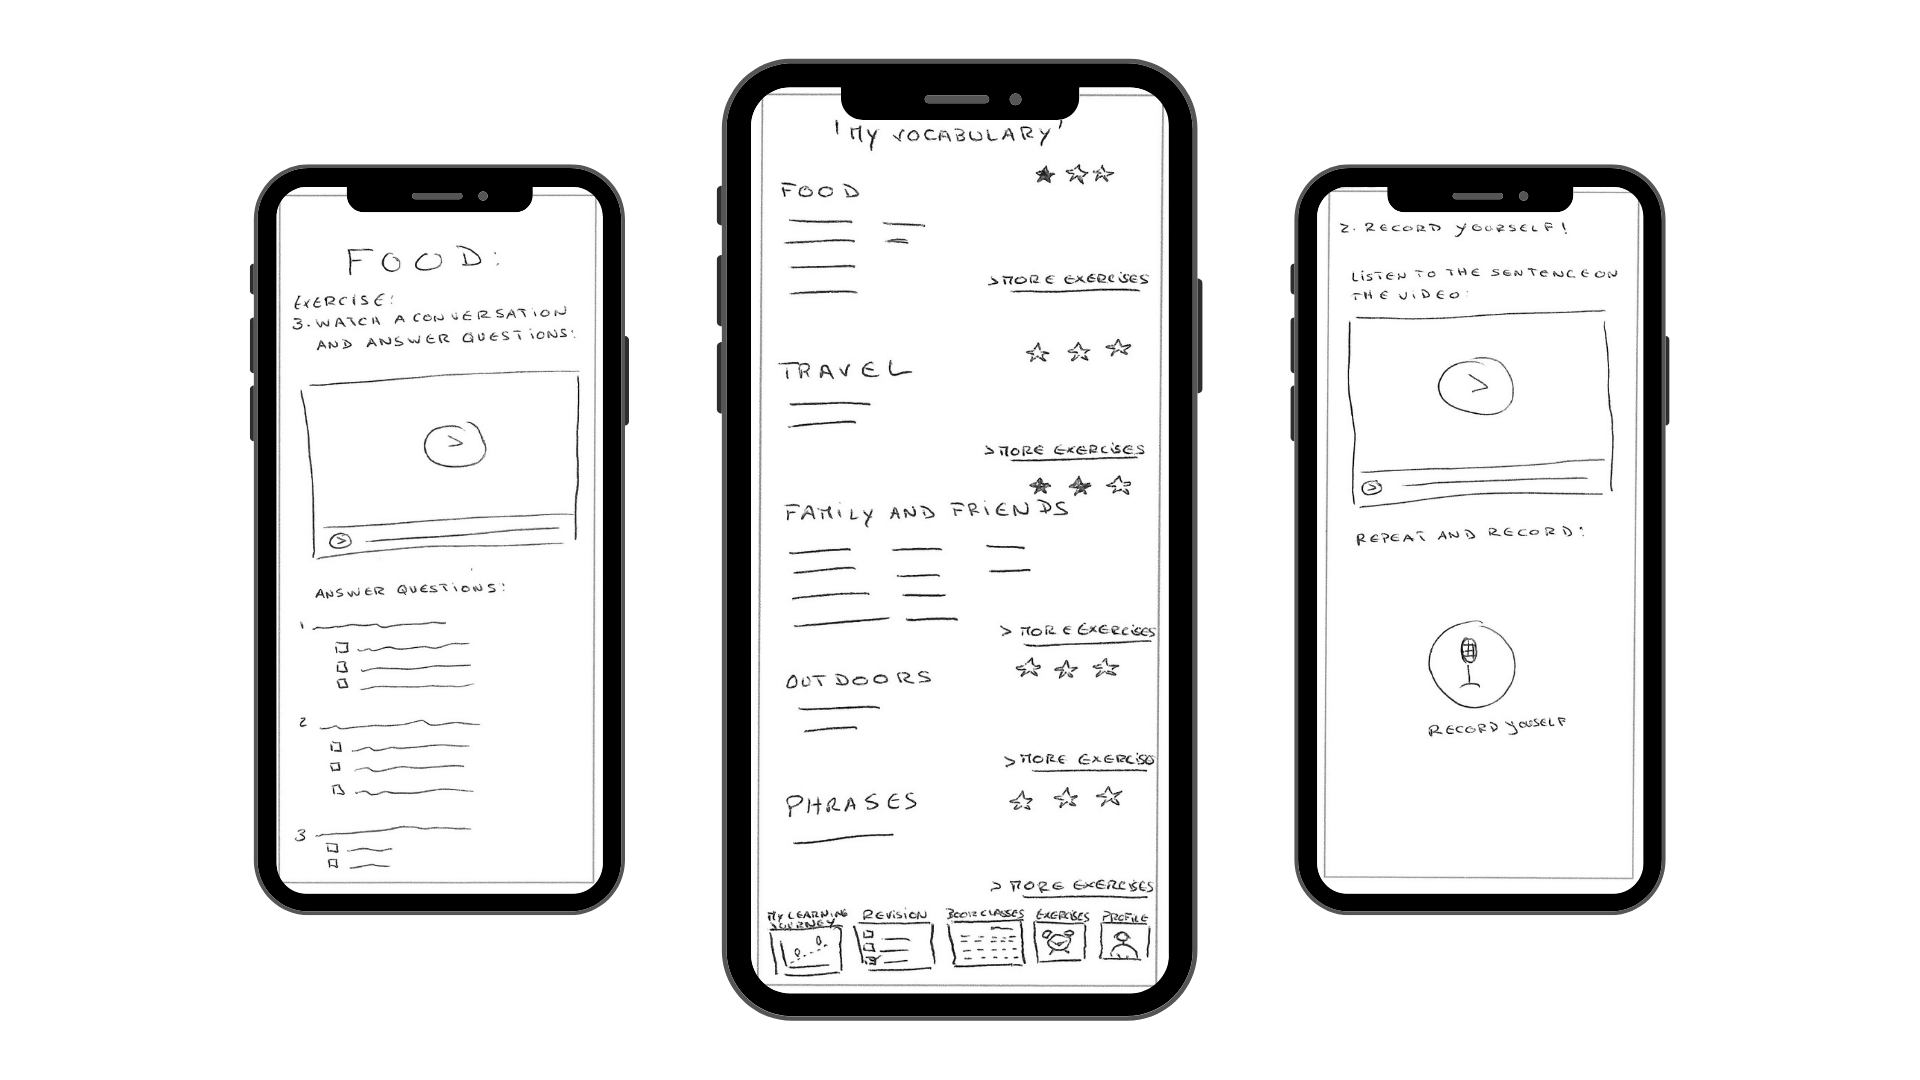 FOOD:
EXERCISE:
3. WATCH A CONVERSATION
AND ANSWER QUESTIONS:
ANSWER QUESTIONS:
1
2
3
'MY VOCABULARY'
FOOD
> MORE EXERCISES
TRAVEL
> MORE EXERCISES
FAMILY AND FRIENDS
> MORE EXERCISES
OUTDOORS
> MORE EXERCISES
PHRASES
> MORE EXERCISES
MY LEARNING
JOURNEY
REVISION
BOOK CLASSES
EXERCISES
PROFILE
2. RECORD YOURSELF!
LISTEN TO THE SENTENCE ON
THE VIDEO:
REPEAT AND RECORD:
RECORD YOUSELF